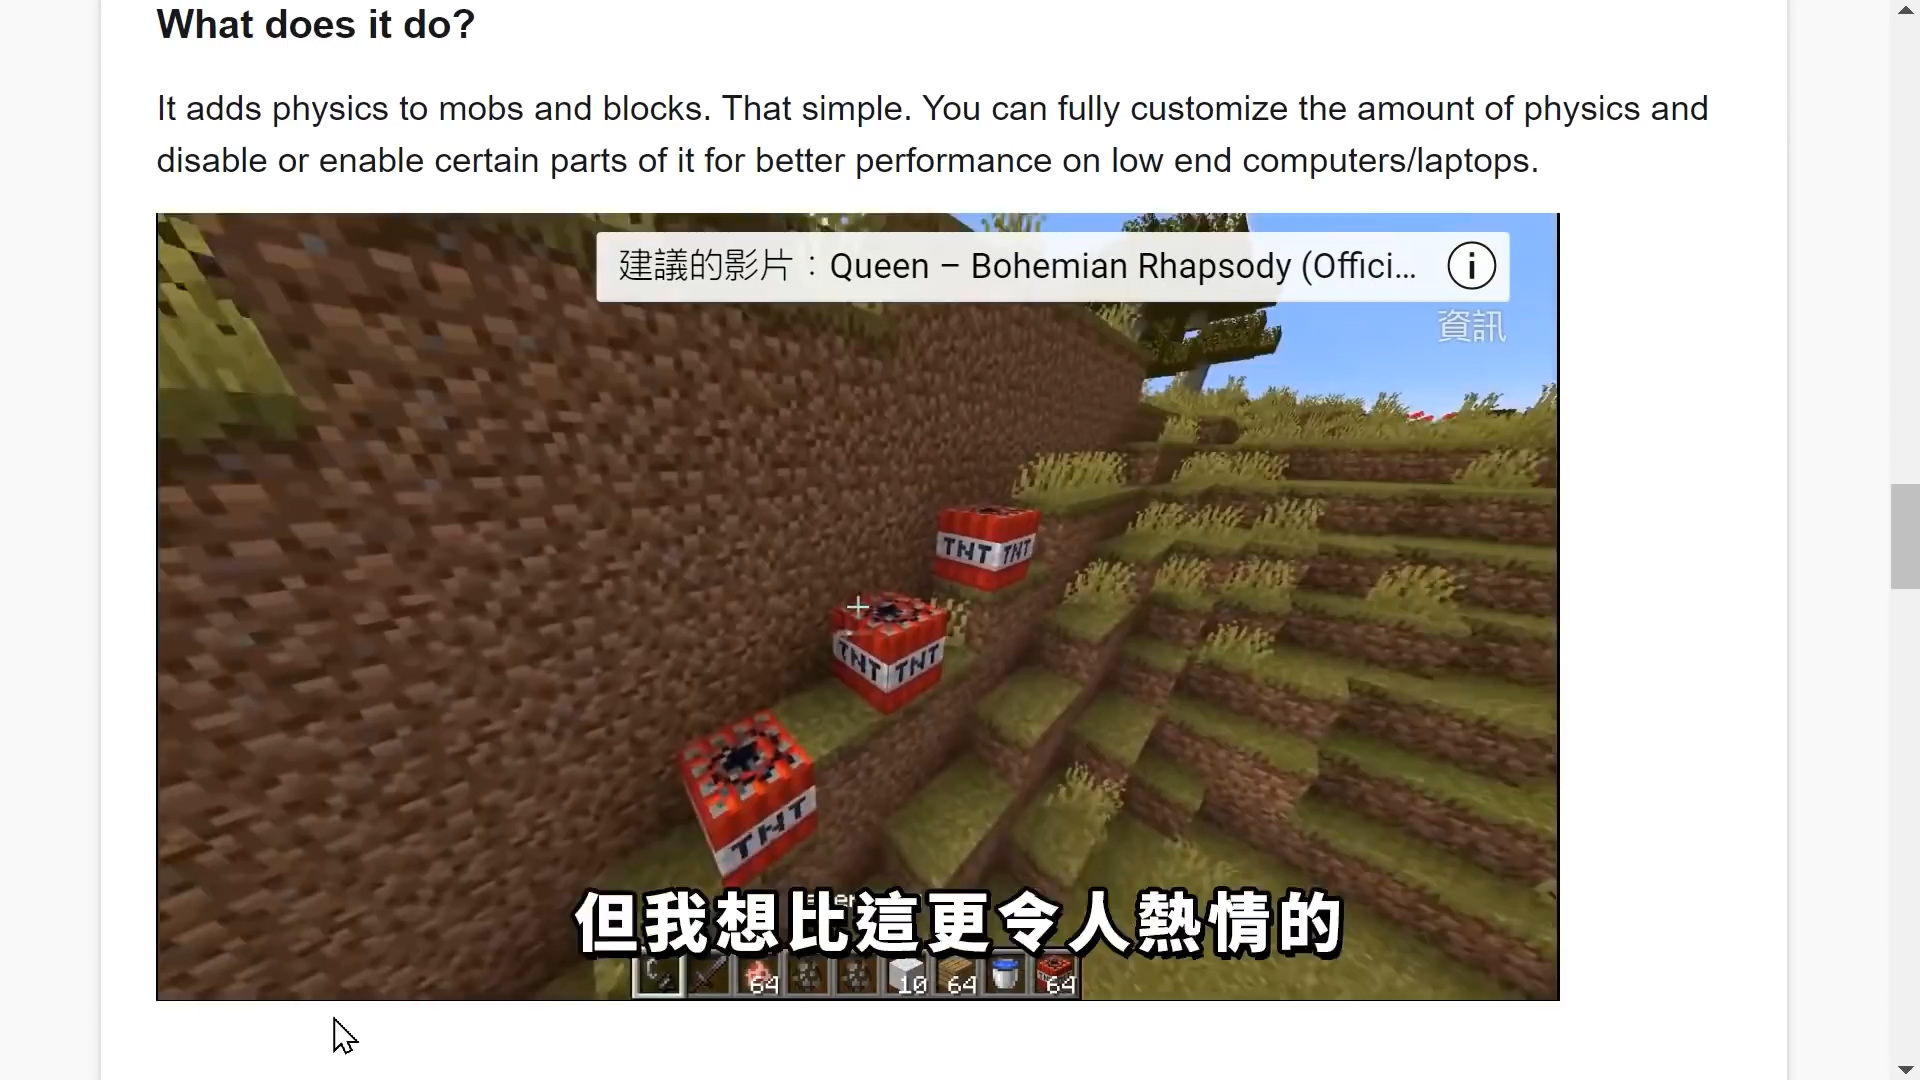 What does it do?
It adds physics to mobs and blocks. That simple. You can fully customize the amount of physics and
disable or enable certain parts of it for better performance on low end computers/laptops.
建議的影片：Queen – Bohemian Rhapsody (Offici...
資訊
TNT TNT
TNT TNT
TNT
但我想比這更令人熱情的
64 10 64 64